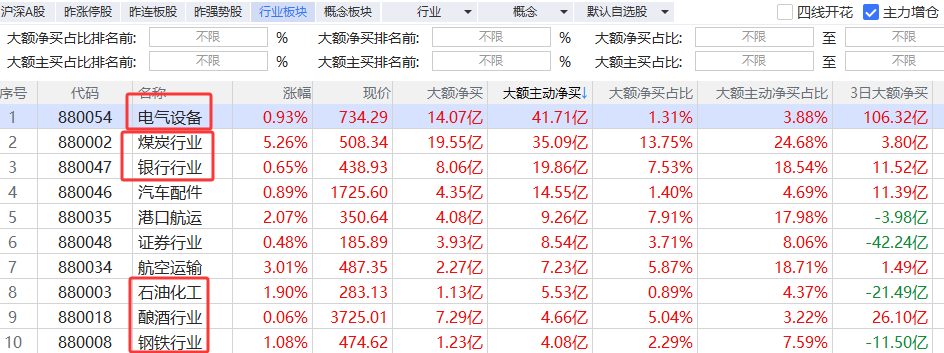 沪深A股 昨涨停股 昨连板股 昨强势股 行业板块 概念板块 行业 概念 默认自选股 四线开花 主力增仓
大额净买占比排名前: 不限 % 大额净买排名前: 不限 % 大额净买占比: 不限 至 不限
大额主买占比排名前: 不限 % 大额主买排名前: 不限 % 大额主买占比: 不限 至 不限
序号 代码 名称 涨幅 现价 大额净买 大额主动净买↓ 大额净买占比 大额主动净买占比 3日大额净买
1 880054 电气设备 0.93% 734.29 14.07亿 41.71亿 1.31% 3.88% 106.32亿
2 880002 煤炭行业 5.26% 508.34 19.55亿 35.09亿 13.75% 24.68% 3.80亿
3 880047 银行行业 0.65% 438.93 8.06亿 19.86亿 7.53% 18.54% 11.52亿
4 880046 汽车配件 0.89% 1725.60 4.35亿 14.55亿 1.40% 4.69% 11.39亿
5 880035 港口航运 2.07% 350.64 4.08亿 9.26亿 7.91% 17.98% -3.98亿
6 880048 证券行业 0.48% 185.89 3.93亿 8.54亿 3.71% 8.06% -42.24亿
7 880034 航空运输 3.01% 487.35 2.27亿 7.23亿 5.87% 18.71% 1.49亿
8 880003 石油化工 1.90% 283.13 1.13亿 5.53亿 0.89% 4.37% -21.49亿
9 880018 酿酒行业 0.06% 3725.01 7.29亿 4.66亿 5.04% 3.22% 26.10亿
10 880008 钢铁行业 1.08% 474.62 1.23亿 4.08亿 2.29% 7.59% -11.50亿